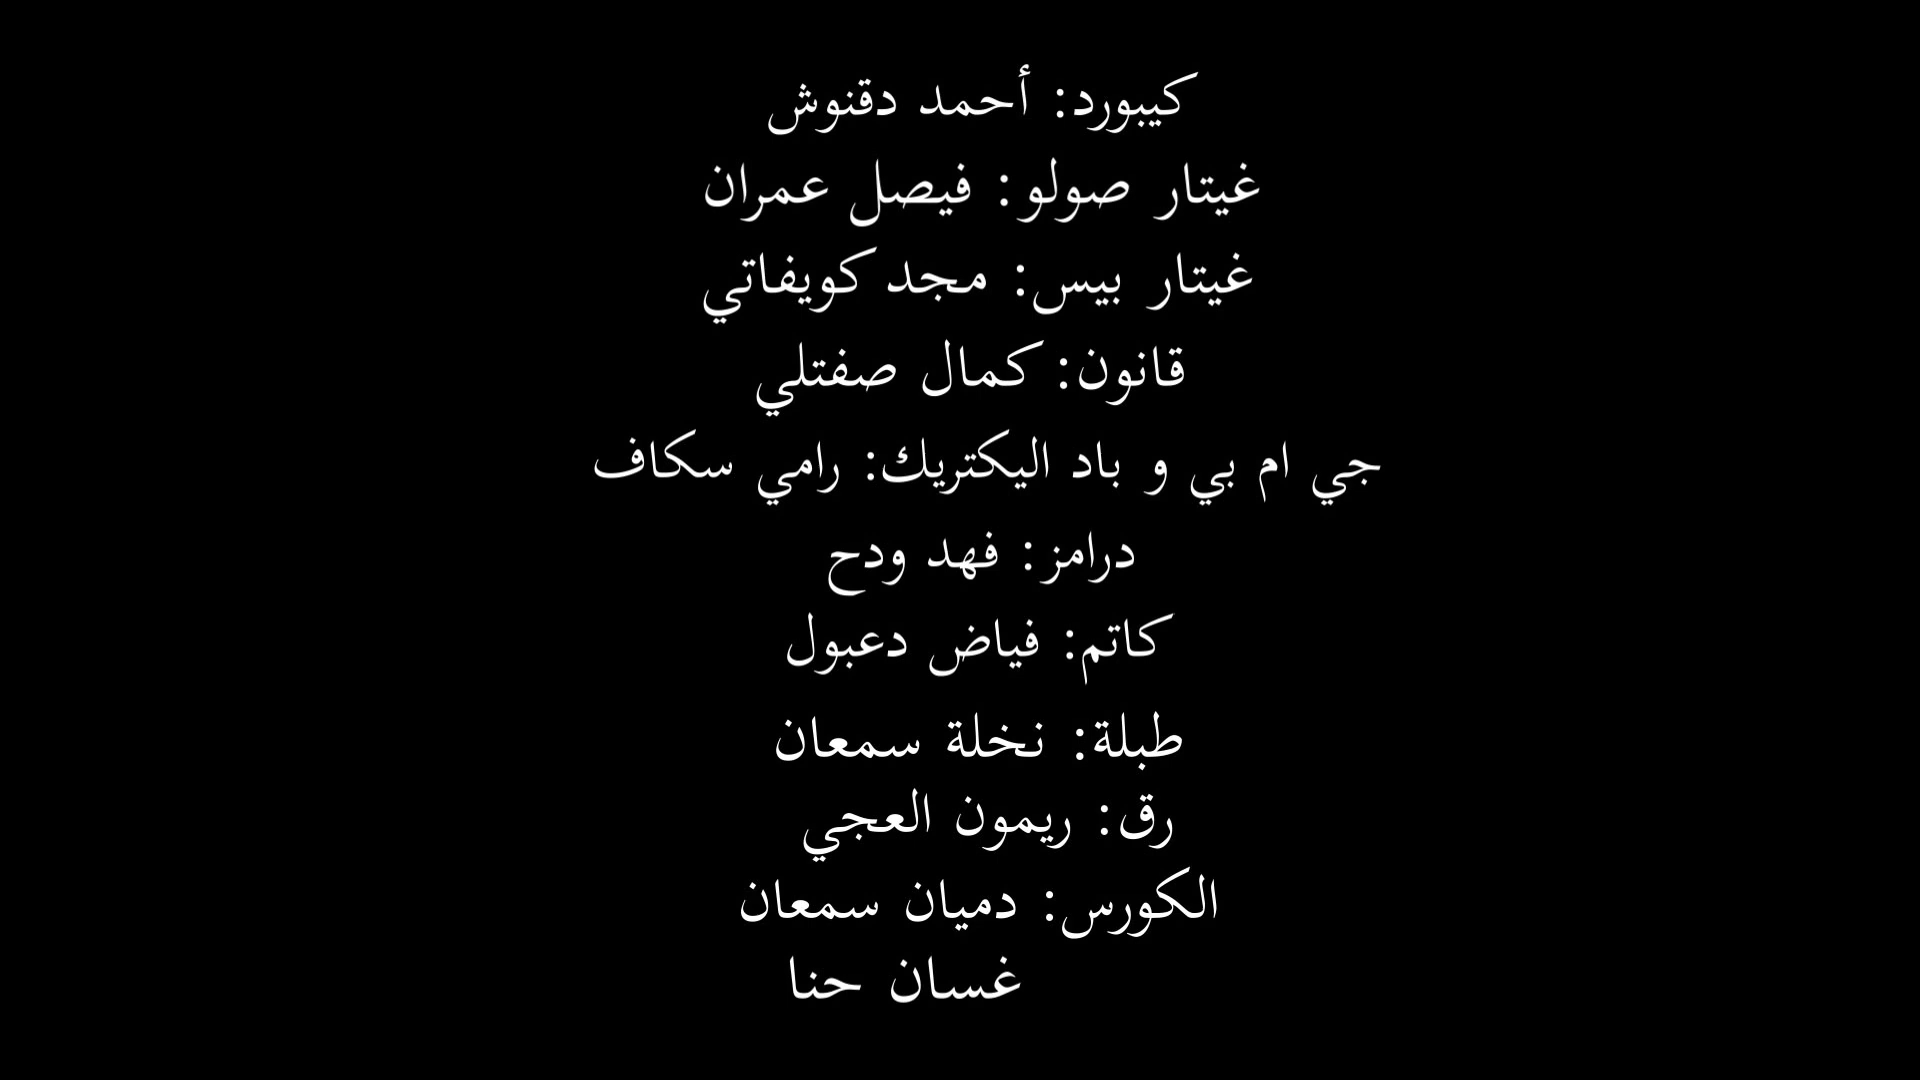 كيبورد: أحمد دقنوش
غيتار صولو: فيصل عمران
غيتار بيس: مجد كويفاتي
قانون: كمال صفتلي
جي ام بي و باد اليكتريك: رامي سكاف
درامز: فهد ودح
كاتم: فياض دعبول
طبلة: نخلة سمعان
رق: ريمون العجي
الكورس: دميان سمعان
غسان حنا